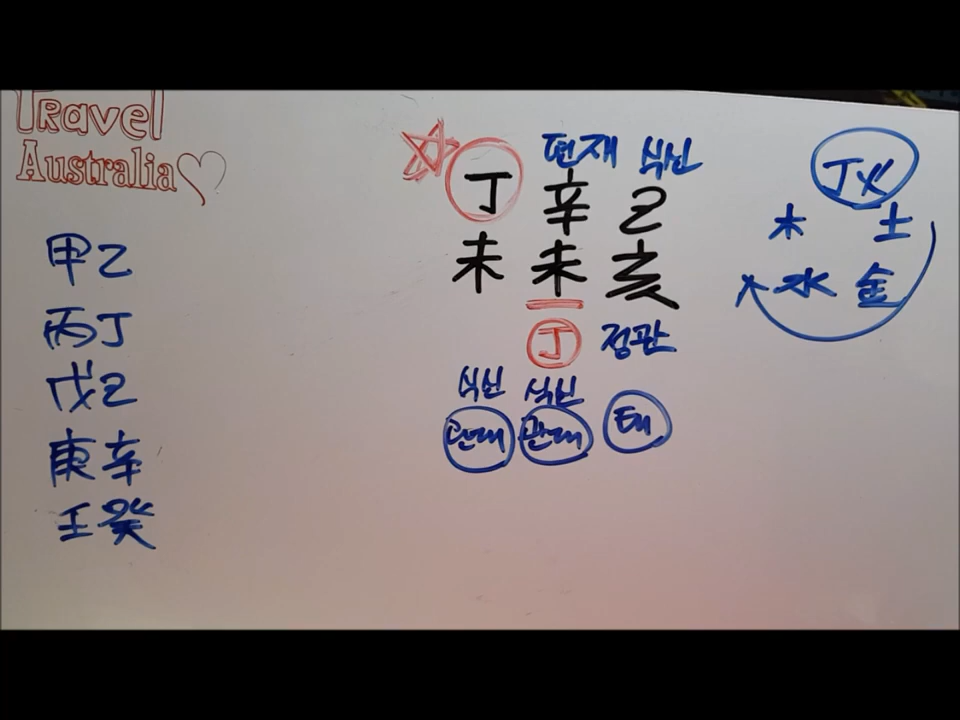 Travel
Australia
甲乙
丙丁
戊己
庚辛
壬癸
편재 식신
丁 辛 己
未 未 亥
丁 정관
식신 식신
관대 관대 태
丁火
木 土
水 金